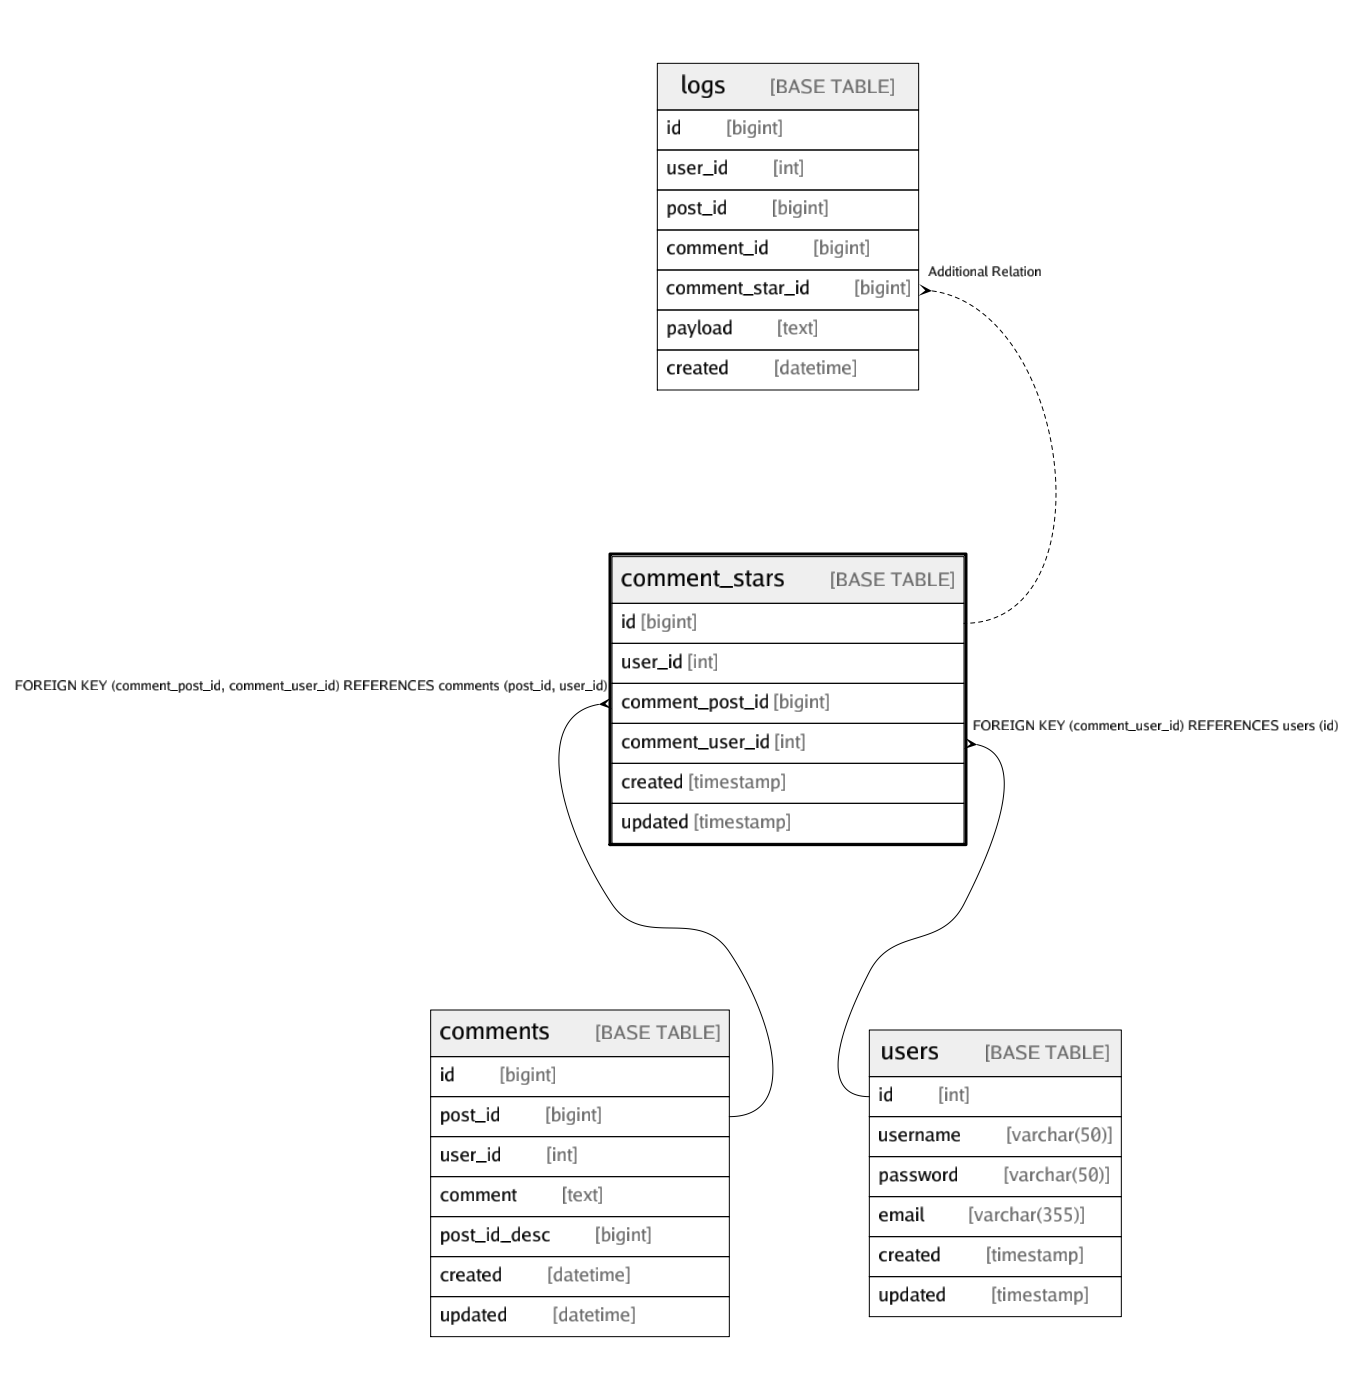 logs [BASE TABLE]
id [bigint]
user_id [int]
post_id [bigint]
comment_id [bigint]
Additional Relation
comment_star_id [bigint]
payload [text]
created [datetime]
comment_stars [BASE TABLE]
id [bigint]
user_id [int]
FOREIGN KEY (comment_post_id, comment_user_id) REFERENCES comments (post_id, user_id)
comment_post_id [bigint]
FOREIGN KEY (comment_user_id) REFERENCES users (id)
comment_user_id [int]
created [timestamp]
updated [timestamp]
comments [BASE TABLE]
id [bigint]
post_id [bigint]
user_id [int]
comment [text]
post_id_desc [bigint]
created [datetime]
updated [datetime]
users [BASE TABLE]
id [int]
username [varchar(50)]
password [varchar(50)]
email [varchar(355)]
created [timestamp]
updated [timestamp]